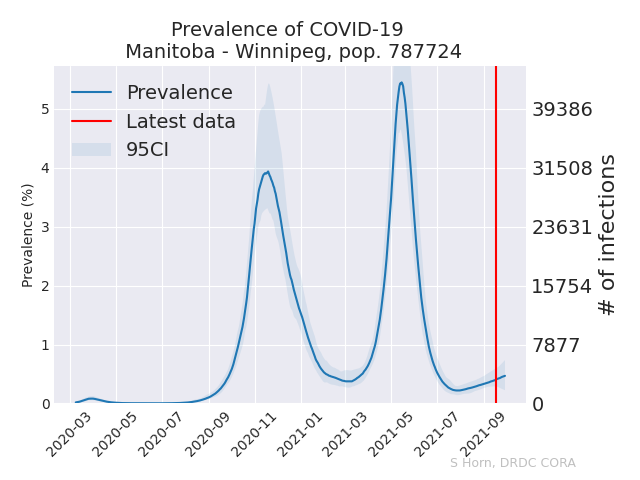 Prevalence of COVID-19
Manitoba - Winnipeg, pop. 787724
Prevalence
Latest data
95CI
Prevalence (%)
5
4
3
2
1
0
39386
31508
23631
15754
7877
0
# of infections
2020-03
2020-05
2020-07
2020-09
2020-11
2021-01
2021-03
2021-05
2021-07
2021-09
S Horn, DRDC CORA